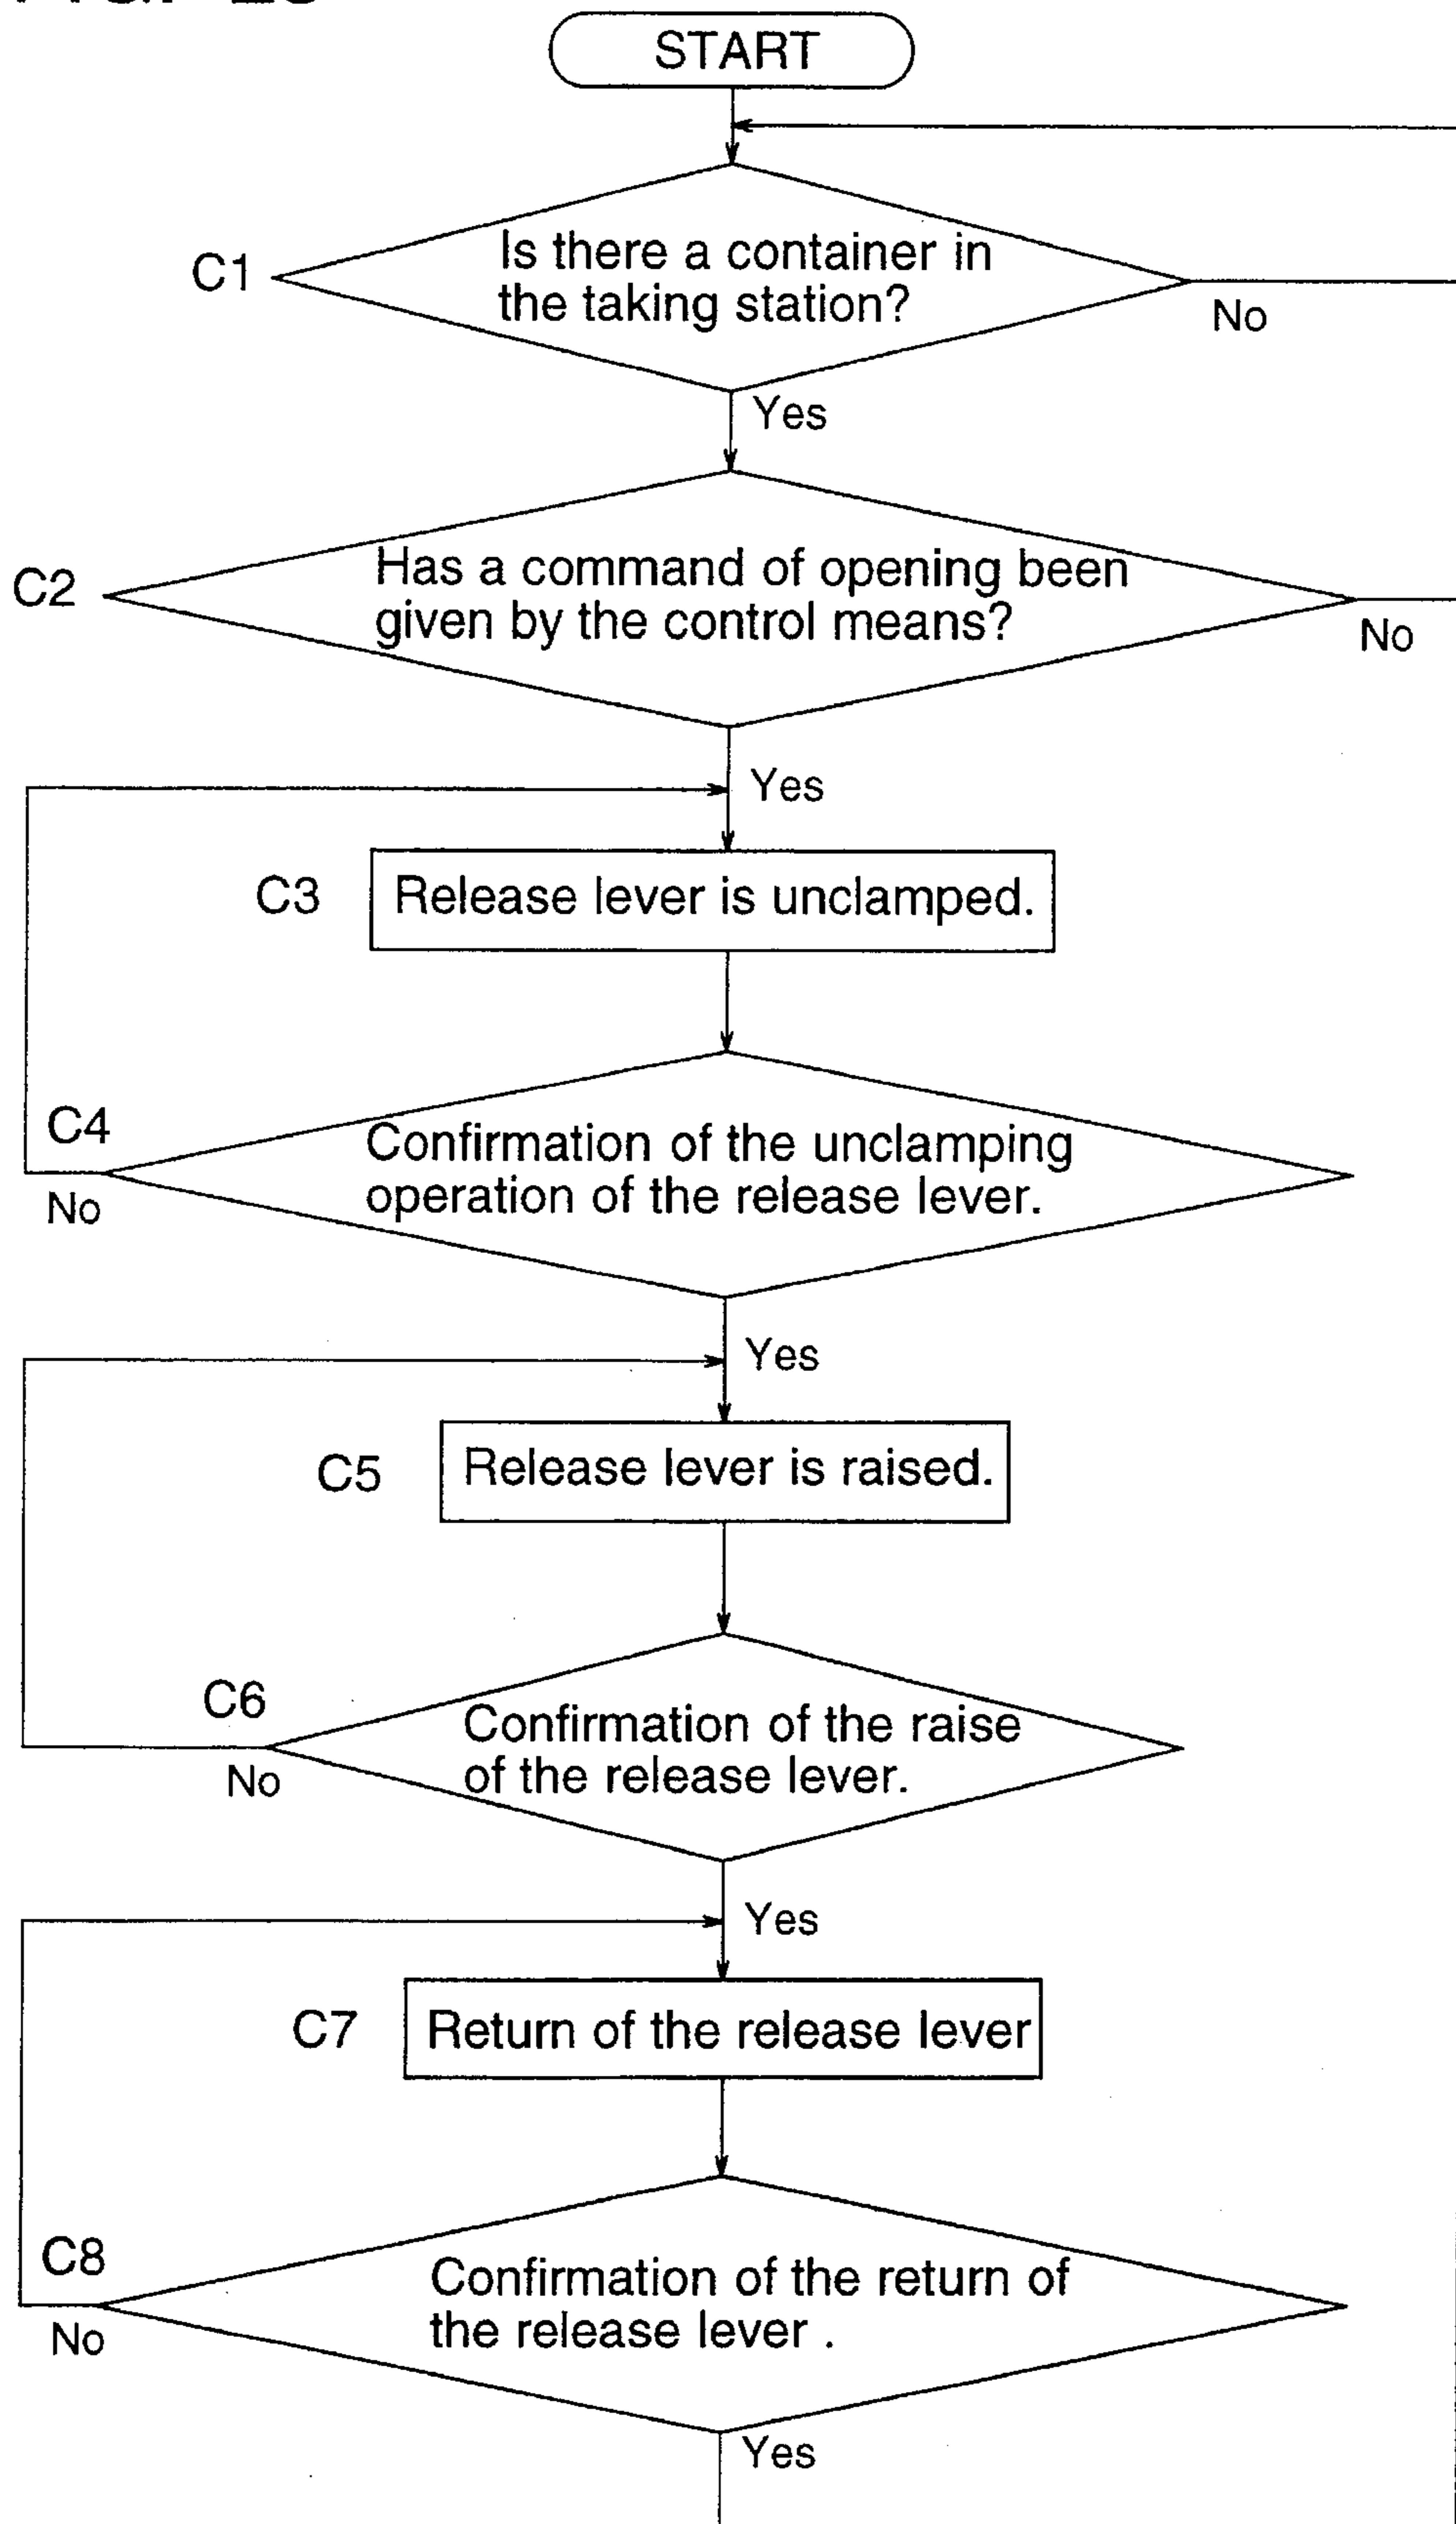 START
C1
Is there a container in
the taking station?
No
Yes
C2
Has a command of opening been
given by the control means?
No
Yes
C3
Release lever is unclamped.
C4
Confirmation of the unclamping
operation of the release lever.
No
Yes
C5
Release lever is raised.
C6
Confirmation of the raise
of the release lever.
No
Yes
C7
Return of the release lever
C8
Confirmation of the return of
the release lever .
No
Yes